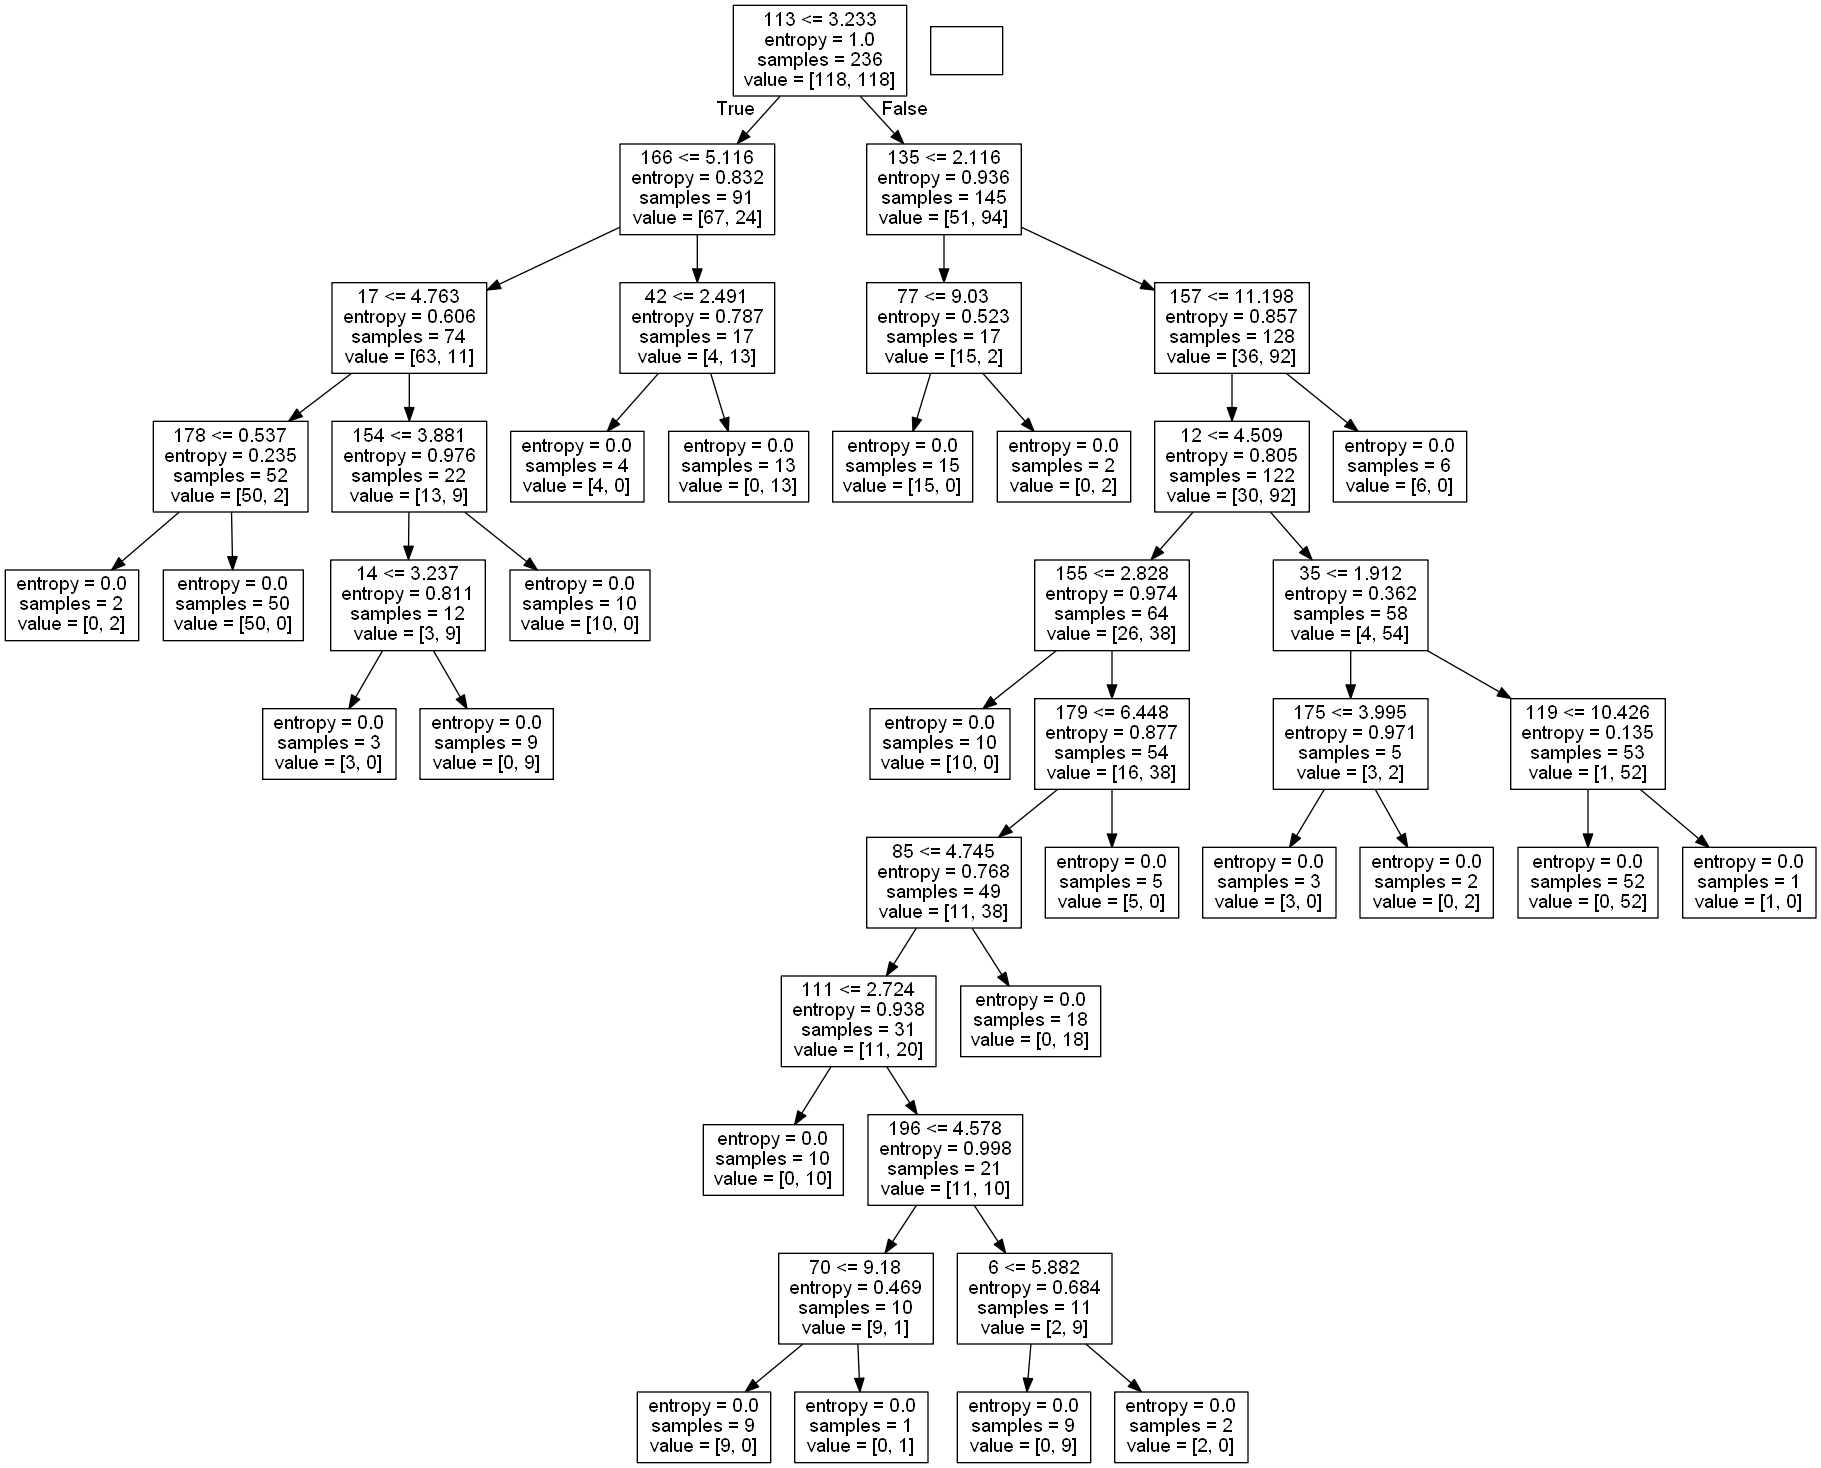 113 <= 3.233
entropy = 1.0
samples = 236
value = [118, 118]
True
False
166 <= 5.116
entropy = 0.832
samples = 91
value = [67, 24]
135 <= 2.116
entropy = 0.936
samples = 145
value = [51, 94]
17 <= 4.763
entropy = 0.606
samples = 74
value = [63, 11]
42 <= 2.491
entropy = 0.787
samples = 17
value = [4, 13]
77 <= 9.03
entropy = 0.523
samples = 17
value = [15, 2]
157 <= 11.198
entropy = 0.857
samples = 128
value = [36, 92]
178 <= 0.537
entropy = 0.235
samples = 52
value = [50, 2]
154 <= 3.881
entropy = 0.976
samples = 22
value = [13, 9]
entropy = 0.0
samples = 4
value = [4, 0]
entropy = 0.0
samples = 13
value = [0, 13]
entropy = 0.0
samples = 15
value = [15, 0]
entropy = 0.0
samples = 2
value = [0, 2]
12 <= 4.509
entropy = 0.805
samples = 122
value = [30, 92]
entropy = 0.0
samples = 6
value = [6, 0]
entropy = 0.0
samples = 2
value = [0, 2]
entropy = 0.0
samples = 50
value = [50, 0]
14 <= 3.237
entropy = 0.811
samples = 12
value = [3, 9]
entropy = 0.0
samples = 10
value = [10, 0]
155 <= 2.828
entropy = 0.974
samples = 64
value = [26, 38]
35 <= 1.912
entropy = 0.362
samples = 58
value = [4, 54]
entropy = 0.0
samples = 3
value = [3, 0]
entropy = 0.0
samples = 9
value = [0, 9]
entropy = 0.0
samples = 10
value = [10, 0]
179 <= 6.448
entropy = 0.877
samples = 54
value = [16, 38]
175 <= 3.995
entropy = 0.971
samples = 5
value = [3, 2]
119 <= 10.426
entropy = 0.135
samples = 53
value = [1, 52]
85 <= 4.745
entropy = 0.768
samples = 49
value = [11, 38]
entropy = 0.0
samples = 5
value = [5, 0]
entropy = 0.0
samples = 3
value = [3, 0]
entropy = 0.0
samples = 2
value = [0, 2]
entropy = 0.0
samples = 52
value = [0, 52]
entropy = 0.0
samples = 1
value = [1, 0]
111 <= 2.724
entropy = 0.938
samples = 31
value = [11, 20]
entropy = 0.0
samples = 18
value = [0, 18]
entropy = 0.0
samples = 10
value = [0, 10]
196 <= 4.578
entropy = 0.998
samples = 21
value = [11, 10]
70 <= 9.18
entropy = 0.469
samples = 10
value = [9, 1]
6 <= 5.882
entropy = 0.684
samples = 11
value = [2, 9]
entropy = 0.0
samples = 9
value = [9, 0]
entropy = 0.0
samples = 1
value = [0, 1]
entropy = 0.0
samples = 9
value = [0, 9]
entropy = 0.0
samples = 2
value = [2, 0]